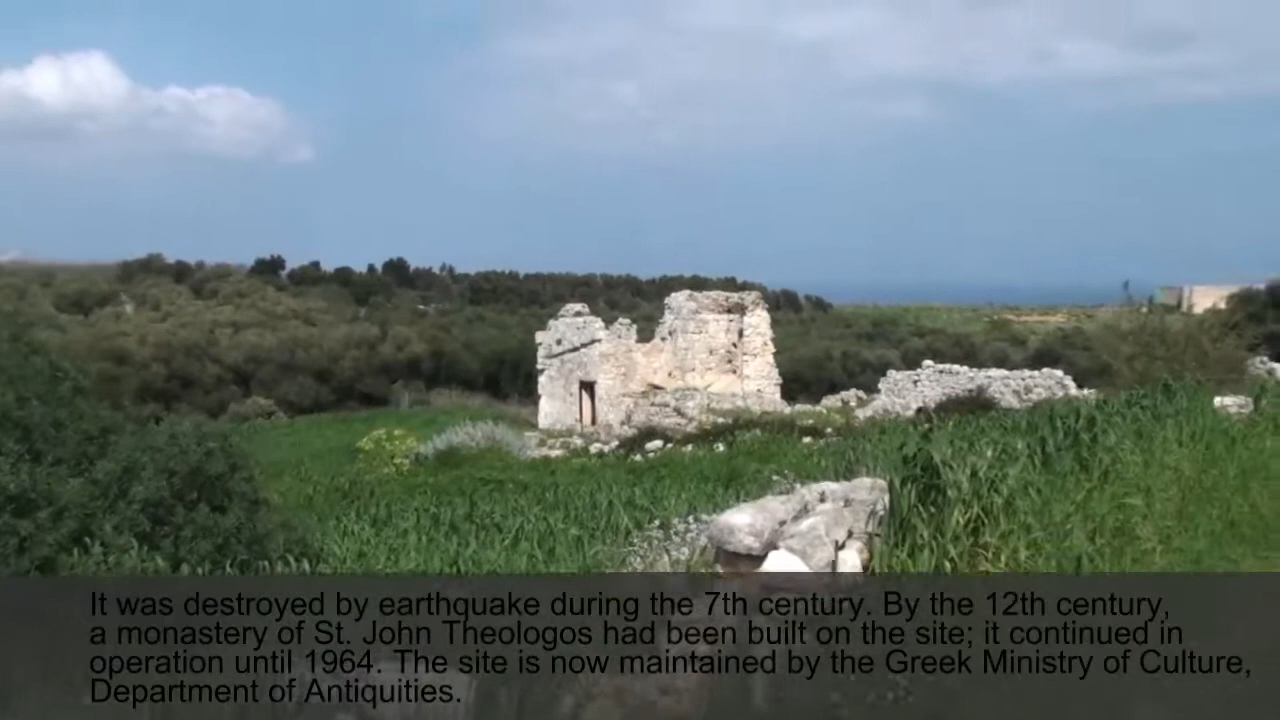 It was destroyed by earthquake during the 7th century. By the 12th century,
a monastery of St. John Theologos had been built on the site; it continued in
operation until 1964. The site is now maintained by the Greek Ministry of Culture,
Department of Antiquities.